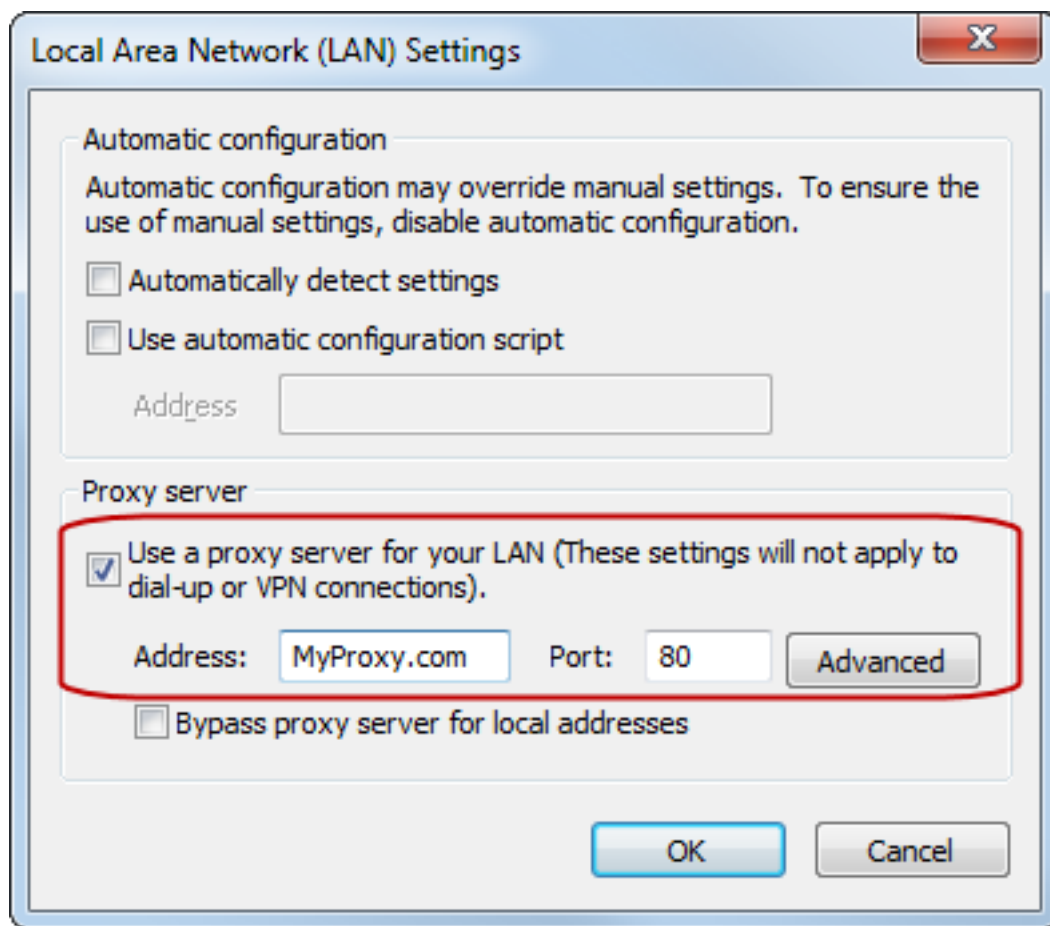 Local Area Network (LAN) Settings
Automatic configuration
Automatic configuration may override manual settings.  To ensure the
use of manual settings, disable automatic configuration.
Automatically detect settings
Use automatic configuration script
Address
Proxy server
Use a proxy server for your LAN (These settings will not apply to
dial-up or VPN connections).
Address: MyProxy.com Port: 80 Advanced
Bypass proxy server for local addresses
OK Cancel